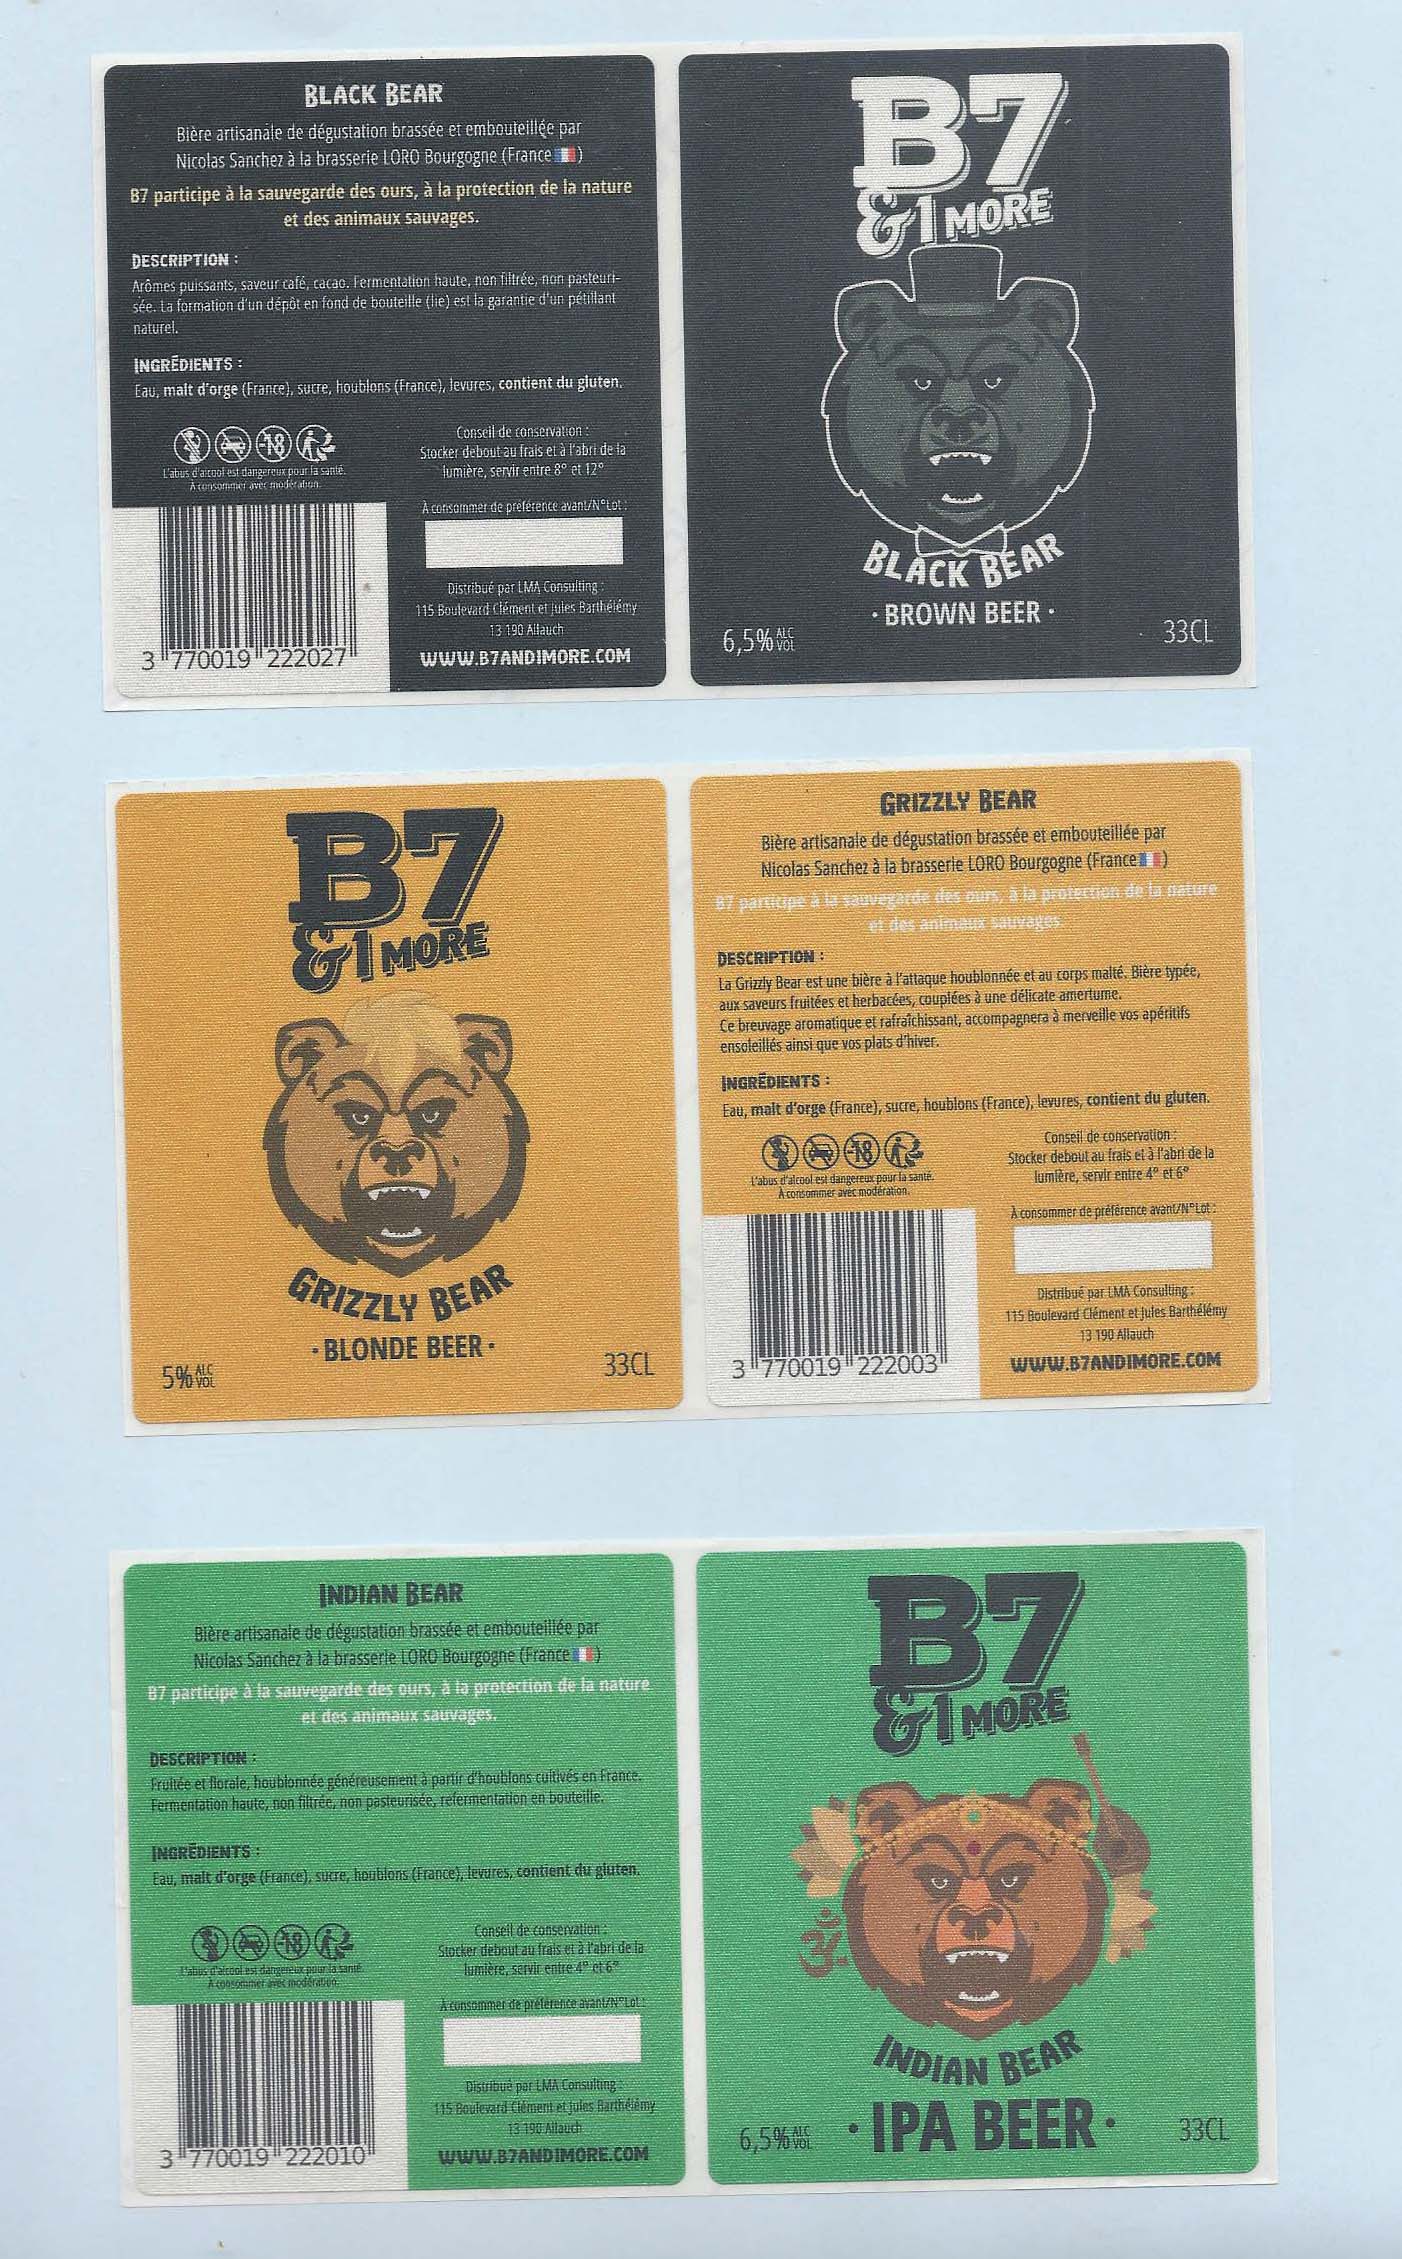 BLACK BEAR
Bière artisanale de dégustation brassée et embouteillée par
Nicolas Sanchez à la brasserie LORO Bourgogne (France 🇫🇷)
B7 participe à la sauvegarde des ours, à la protection de la nature
et des animaux sauvages.
DESCRIPTION :
Arômes puissants, saveur café, cacao. Fermentation haute, non filtrée, non pasteuri-
sée. La formation d'un dépôt en fond de bouteille (lie) est la garantie d'un pétillant
naturel.
INGRÉDIENTS :
Eau, malt d'orge (France), sucre, houblons (France), levures, contient du gluten.
-18
L'abus d'alcool est dangereux pour la santé.
À consommer avec modération.
Conseil de conservation :
Stocker debout au frais et à l'abri de la
lumière, servir entre 8° et 12°
À consommer de préférence avant/N°Lot :
Distribué par LMA Consulting :
115 Boulevard Clément et Jules Barthélémy
13 190 Allauch
WWW.B7ANDIMORE.COM
3 770019 222027
B7
&1 MORE
BLACK BEAR
· BROWN BEER ·
6,5% ALC VOL
33CL
B7
&1 MORE
GRIZZLY BEAR
· BLONDE BEER ·
5% ALC VOL
33CL
GRIZZLY BEAR
Bière artisanale de dégustation brassée et embouteillée par
Nicolas Sanchez à la brasserie LORO Bourgogne (France 🇫🇷)
B7 participe à la sauvegarde des ours, à la protection de la nature
et des animaux sauvages.
DESCRIPTION :
La Grizzly Bear est une bière à l'attaque houblonnée et au corps malté. Bière typée,
aux saveurs fruitées et herbacées, couplées à une délicate amertume.
Ce breuvage aromatique et rafraîchissant, accompagnera à merveille vos apéritifs
ensoleillés ainsi que vos plats d'hiver.
INGRÉDIENTS :
Eau, malt d'orge (France), sucre, houblons (France), levures, contient du gluten.
-18
L'abus d'alcool est dangereux pour la santé.
À consommer avec modération.
Conseil de conservation :
Stocker debout au frais et à l'abri de la
lumière, servir entre 4° et 6°
À consommer de préférence avant/N°Lot :
Distribué par LMA Consulting :
115 Boulevard Clément et Jules Barthélémy
13 190 Allauch
WWW.B7ANDIMORE.COM
3 770019 222003
INDIAN BEAR
Bière artisanale de dégustation brassée et embouteillée par
Nicolas Sanchez à la brasserie LORO Bourgogne (France 🇫🇷)
B7 participe à la sauvegarde des ours, à la protection de la nature
et des animaux sauvages.
DESCRIPTION :
Fruitée et florale, houblonnée généreusement à partir d'houblons cultivés en France.
Fermentation haute, non filtrée, non pasteurisée, refermentation en bouteille.
INGRÉDIENTS :
Eau, malt d'orge (France), sucre, houblons (France), levures, contient du gluten.
-18
L'abus d'alcool est dangereux pour la santé.
À consommer avec modération.
Conseil de conservation :
Stocker debout au frais et à l'abri de la
lumière, servir entre 4° et 6°
À consommer de préférence avant/N°Lot :
Distribué par LMA Consulting :
115 Boulevard Clément et Jules Barthélémy
13 190 Allauch
WWW.B7ANDIMORE.COM
3 770019 222010
B7
&1 MORE
ॐ
INDIAN BEAR
· IPA BEER ·
6,5% ALC VOL
33CL